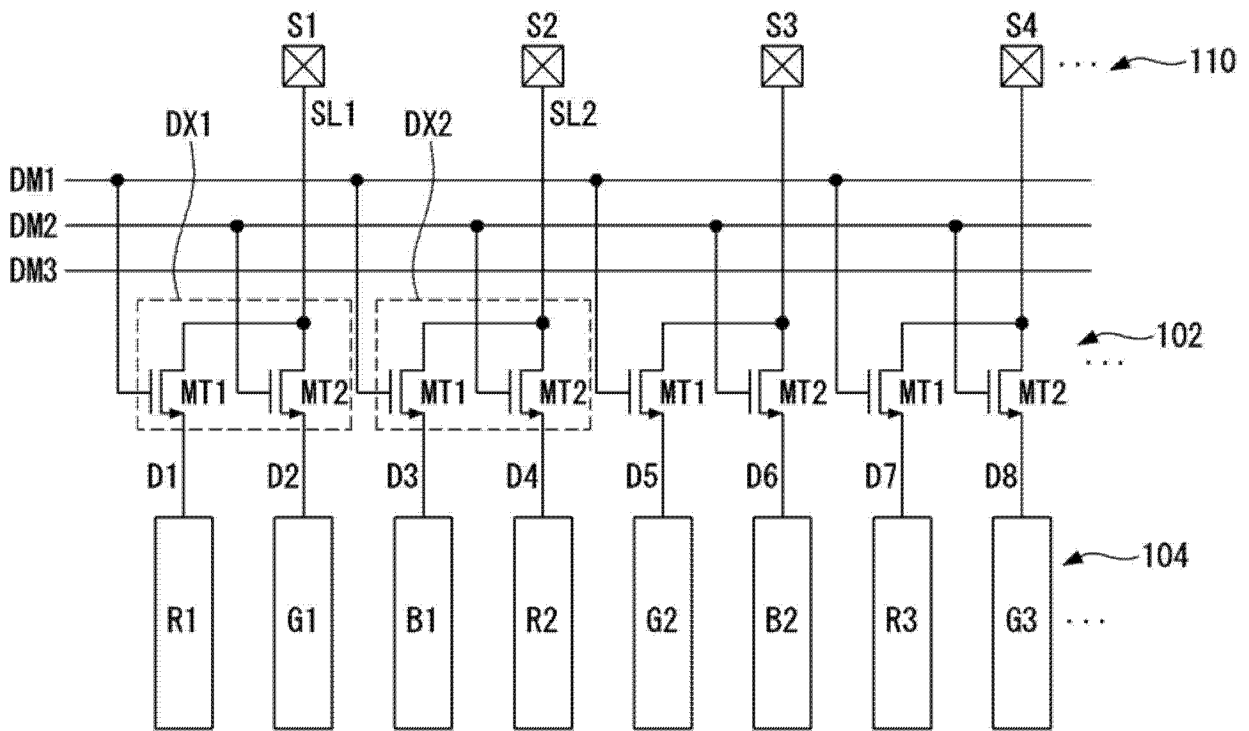 S1 S2 S3 S4 ... 110
SL1 SL2
DX1 DX2
DM1
DM2
DM3
102
...
MT1 MT2 MT1 MT2 MT1 MT2 MT1 MT2
D1 D2 D3 D4 D5 D6 D7 D8
104
R1 G1 B1 R2 G2 B2 R3 G3 ...